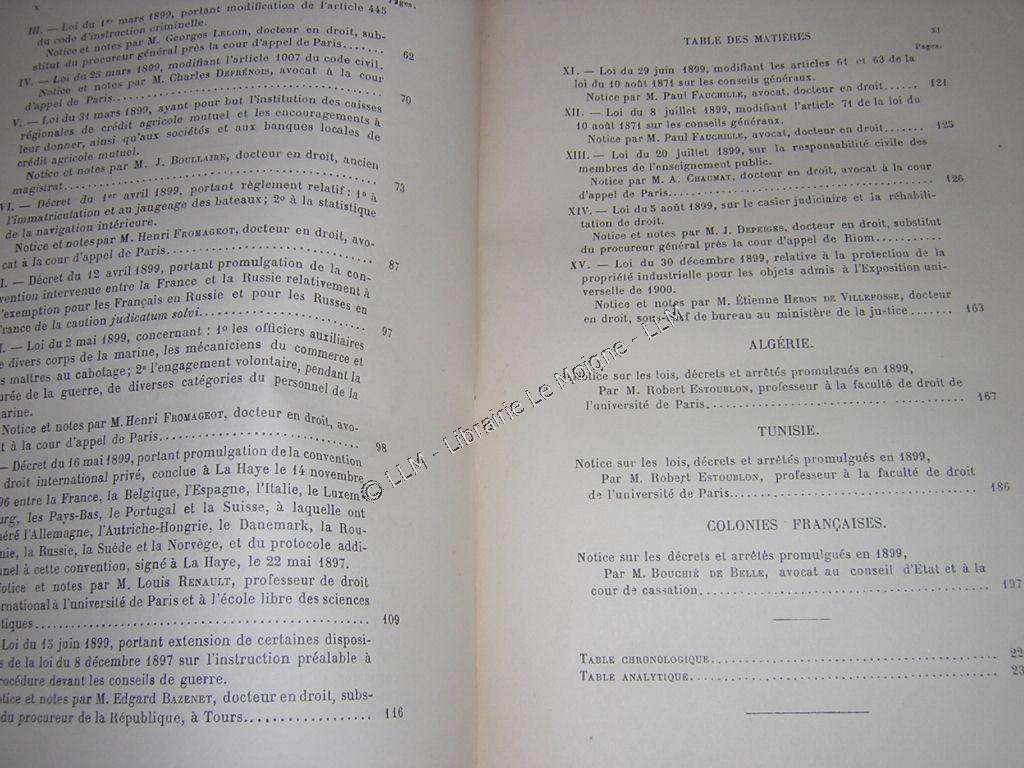 x
Pages.
III. — Loi du 1er mars 1899, portant modification de l'article 445
du code d'instruction criminelle.
Notice et notes par M. Georges LELOIR, docteur en droit, sub-
stitut du procureur général près la cour d'appel de Paris....... 62
IV. — Loi du 25 mars 1899, modifiant l'article 1007 du code civil.
Notice et notes par M. Charles DEFRÉNOIS, avocat à la cour
d'appel de Paris....... 70
V. — Loi du 31 mars 1899, ayant pour but l'institution des caisses
régionales de crédit agricole mutuel et les encouragements à
leur donner, ainsi qu'aux sociétés et aux banques locales de
crédit agricole mutuel.
Notice et notes par M. J. BOULLAIRE, docteur en droit, ancien
magistrat....... 73
VI. — Décret du 1er avril 1899, portant règlement relatif : 1º à
l'immatriculation et au jaugeage des bateaux; 2º à la statistique
de la navigation intérieure.
Notice et notes par M. Henri FROMAGEOT, docteur en droit, avo-
cat à la cour d'appel de Paris....... 87
I. — Décret du 12 avril 1899, portant promulgation de la con-
vention intervenue entre la France et la Russie relativement à
l'exemption pour les Français en Russie et pour les Russes en
France de la caution judicatum solvi....... 97
I. — Loi du 2 mai 1899, concernant : 1º les officiers auxiliaires
e divers corps de la marine, les mécaniciens du commerce et
s maîtres au cabotage; 2º l'engagement volontaire, pendant la
urée de la guerre, de diverses catégories du personnel de la
arine.
Notice et notes par M. Henri FROMAGEOT, docteur en droit, avo-
t à la cour d'appel de Paris....... 98
— Décret du 16 mai 1899, portant promulgation de la convention
droit international privé, conclue à La Haye le 14 novembre
96 entre la France, la Belgique, l'Espagne, l'Italie, le Luxem-
urg, les Pays-Bas, le Portugal et la Suisse, à laquelle ont
héré l'Allemagne, l'Autriche-Hongrie, le Danemark, la Rou-
nie, la Russie, la Suède et la Norvège, et du protocole addi-
nnel à cette convention, signé à La Haye, le 22 mai 1897.
Notice et notes par M. Louis RENAULT, professeur de droit
ernational à l'université de Paris et à l'école libre des sciences
tiques....... 109
Loi du 15 juin 1899, portant extension de certaines disposi-
s de la loi du 8 décembre 1897 sur l'instruction préalable à
rocédure devant les conseils de guerre.
otice et notes par M. Edgard BAZENET, docteur en droit, subs-
du procureur de la République, à Tours....... 116
TABLE DES MATIÈRES
XI
Pages.
XI. — Loi du 29 juin 1899, modifiant les articles 61 et 63 de la
loi du 10 août 1871 sur les conseils généraux.
Notice par M. Paul FAUCHILLE, avocat, docteur en droit....... 121
XII. — Loi du 8 juillet 1899, modifiant l'article 71 de la loi du
10 août 1871 sur les conseils généraux.
Notice par M. Paul FAUCHILLE, avocat, docteur en droit....... 125
XIII. — Loi du 20 juillet 1899, sur la responsabilité civile des
membres de l'enseignement public.
Notice par M. A. CHAUMAT, docteur en droit, avocat à la cour
d'appel de Paris....... 126
XIV. — Loi du 5 août 1899, sur le casier judiciaire et la réhabili-
tation de droit.
Notice et notes par M. J. DEPEIGES, docteur en droit, substitut
du procureur général près la cour d'appel de Riom.......
XV. — Loi du 30 décembre 1899, relative à la protection de la
propriété industrielle pour les objets admis à l'Exposition uni-
verselle de 1900.
Notice et notes par M. Étienne HERON DE VILLEFOSSE, docteur
en droit, sous-chef de bureau au ministère de la justice....... 163
ALGÉRIE.
Notice sur les lois, décrets et arrêtés promulgués en 1899,
Par M. Robert ESTOUBLON, professeur à la faculté de droit de
l'université de Paris....... 167
TUNISIE.
Notice sur les lois, décrets et arrêtés promulgués en 1899,
Par M. Robert ESTOUBLON, professeur à la faculté de droit
de l'université de Paris....... 186
COLONIES FRANÇAISES.
Notice sur les décrets et arrêtés promulgués en 1899,
Par M. BOUCHIÉ DE BELLE, avocat au conseil d'État et à la
cour de cassation....... 197
TABLE CHRONOLOGIQUE....... 22
TABLE ANALYTIQUE....... 23
© LLM - Librairie Le Moigne - LLM